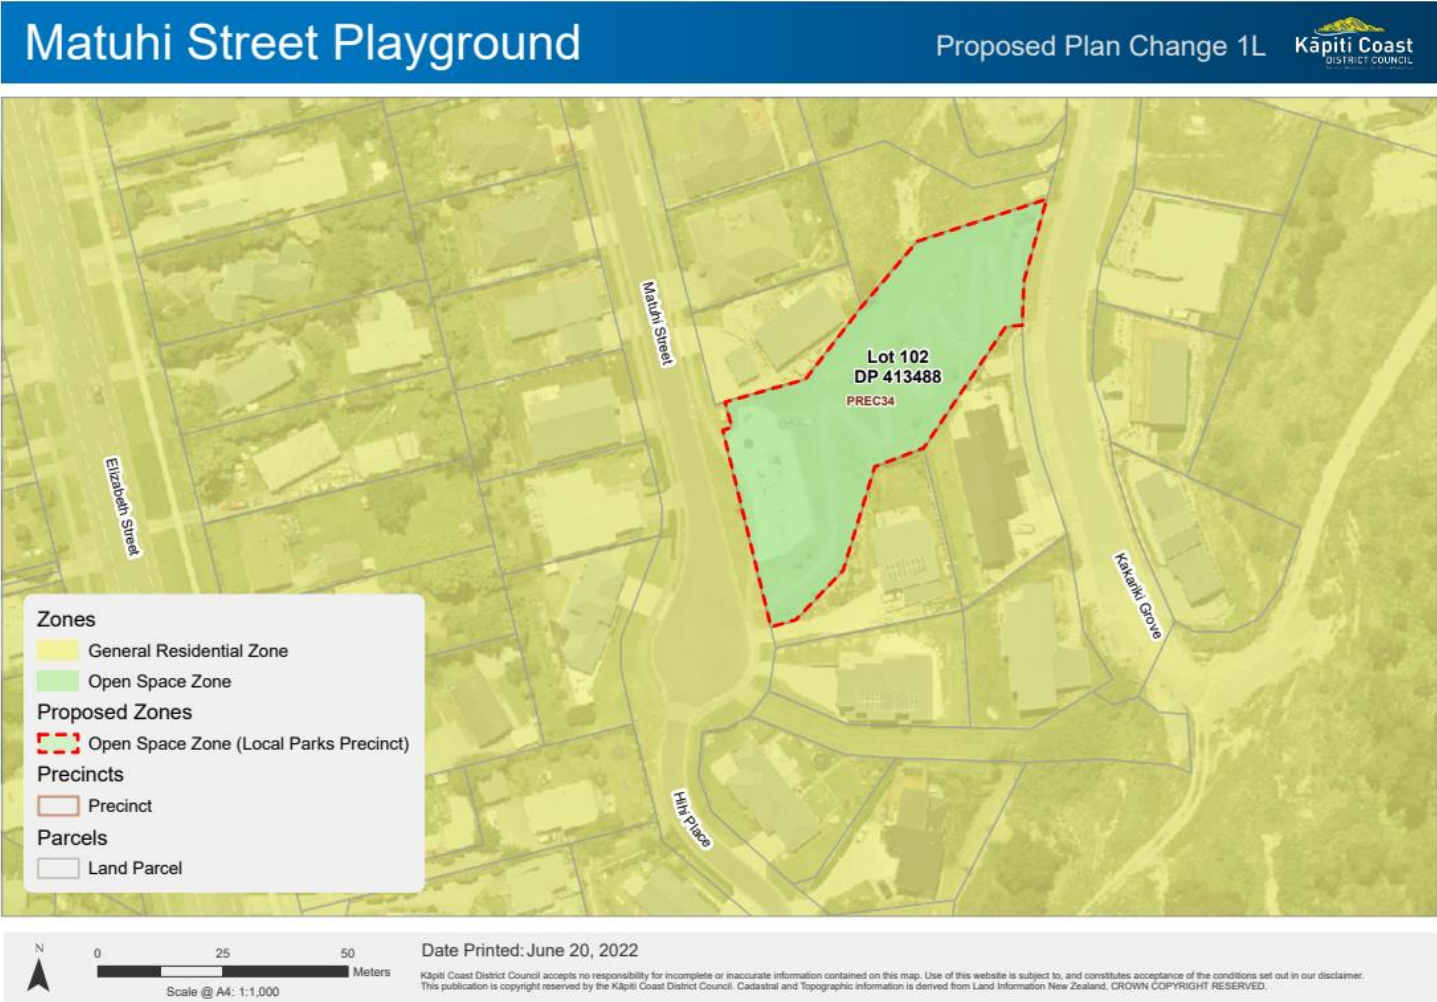 Matuhi Street Playground
Proposed Plan Change 1L
Kāpiti Coast
DISTRICT COUNCIL
Matuhi Street
Lot 102
DP 413488
PREC34
Elizabeth Street
Kakariki Grove
Hihi Place
Zones
General Residential Zone
Open Space Zone
Proposed Zones
Open Space Zone (Local Parks Precinct)
Precincts
Precinct
Parcels
Land Parcel
N
0 25 50
Meters
Scale @ A4: 1:1,000
Date Printed: June 20, 2022
Kāpiti Coast District Council accepts no responsibility for incomplete or inaccurate information contained on this map. Use of this website is subject to, and constitutes acceptance of the conditions set out in our disclaimer.
This publication is copyright reserved by the Kāpiti Coast District Council. Cadastral and Topographic information is derived from Land Information New Zealand, CROWN COPYRIGHT RESERVED.